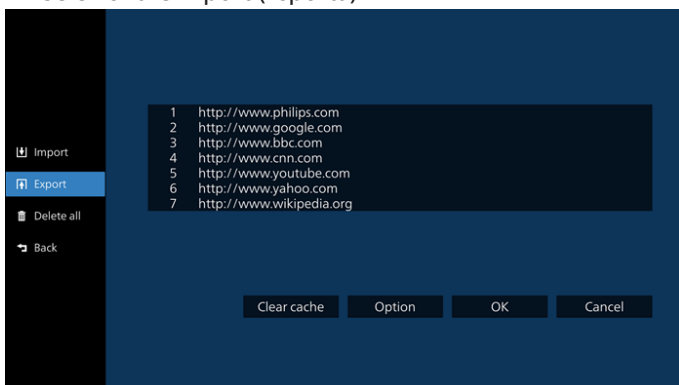 1 http://www.philips.com
2 http://www.google.com
3 http://www.bbc.com
4 http://www.cnn.com
5 http://www.youtube.com
6 http://www.yahoo.com
7 http://www.wikipedia.org
Import
Export
Delete all
Back
Clear cache Option OK Cancel